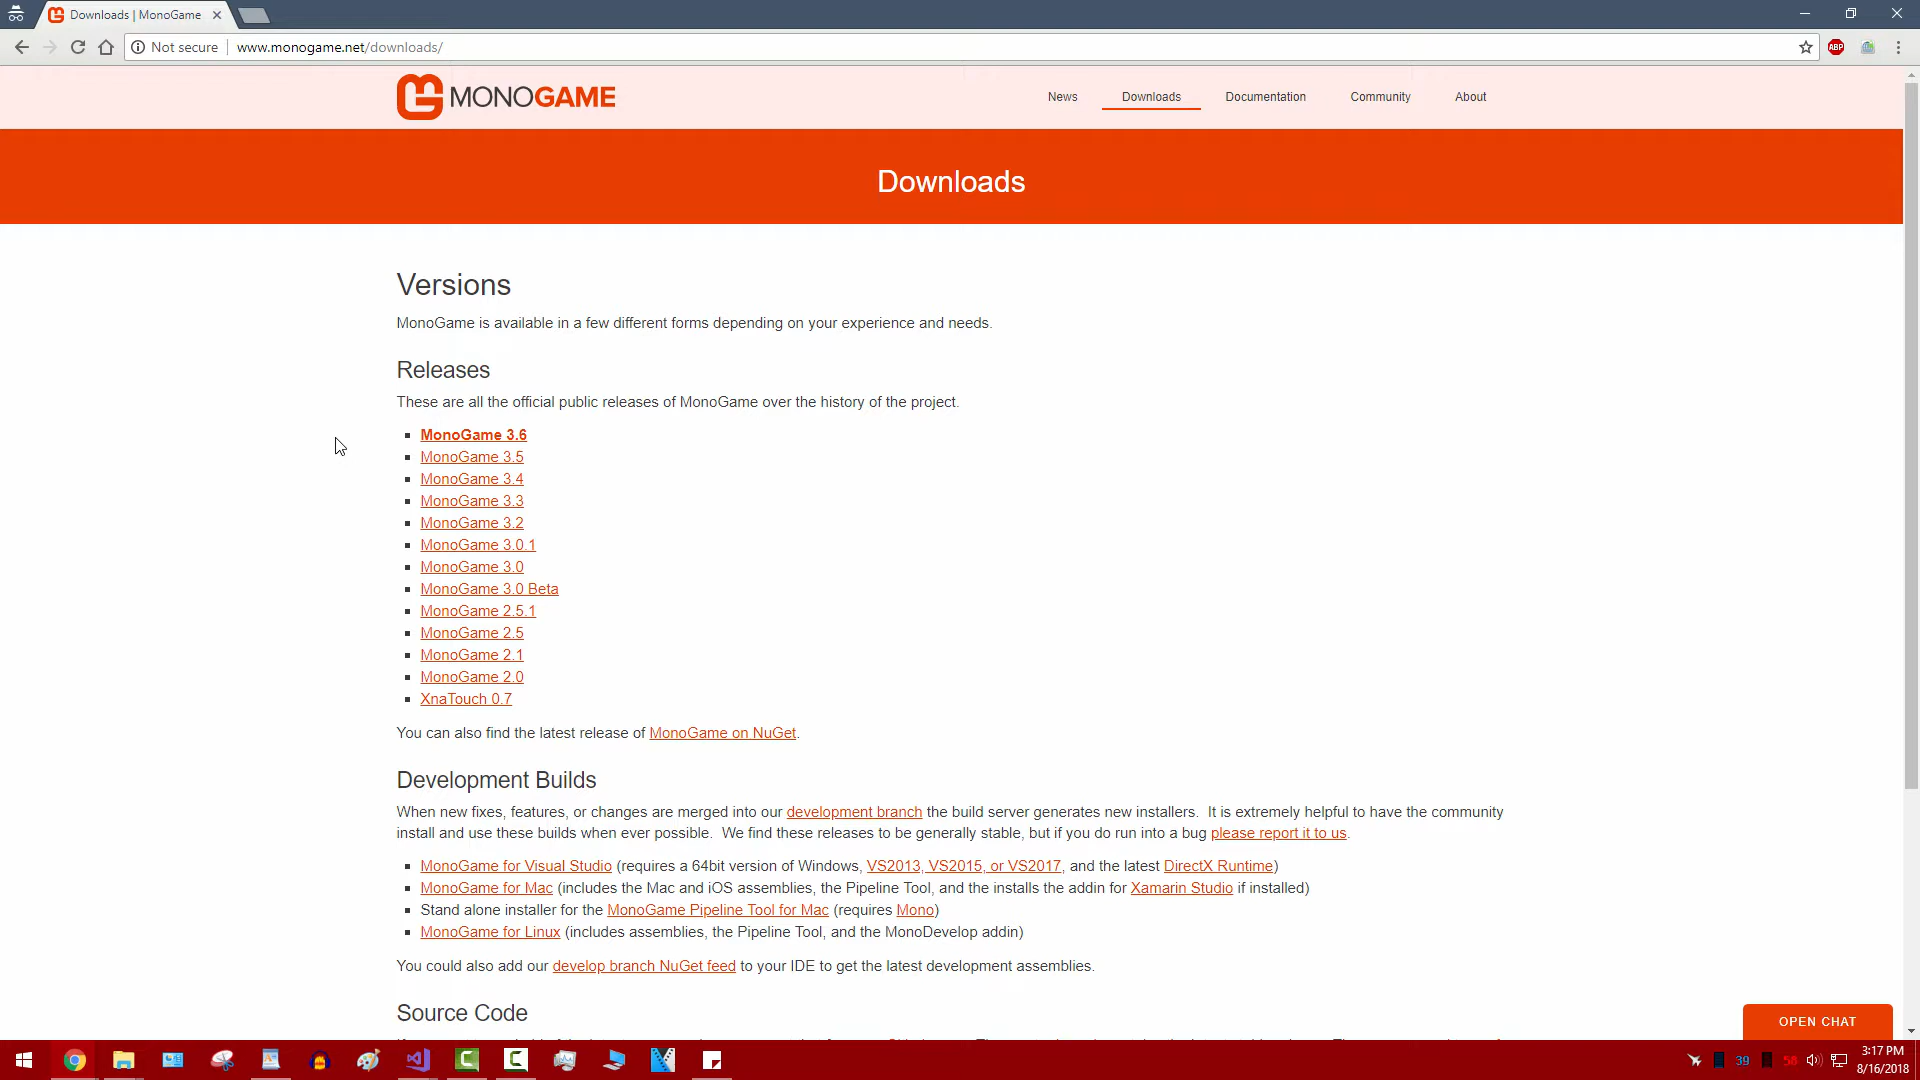 Downloads | MonoGame
Not secure
www.monogame.net/downloads/
ABP
MONOGAME
News
Downloads
Documentation
Community
About
Downloads
Versions
MonoGame is available in a few different forms depending on your experience and needs.
Releases
These are all the official public releases of MonoGame over the history of the project.
MonoGame 3.6
MonoGame 3.5
MonoGame 3.4
MonoGame 3.3
MonoGame 3.2
MonoGame 3.0.1
MonoGame 3.0
MonoGame 3.0 Beta
MonoGame 2.5.1
MonoGame 2.5
MonoGame 2.1
MonoGame 2.0
XnaTouch 0.7
You can also find the latest release of MonoGame on NuGet.
Development Builds
When new fixes, features, or changes are merged into our development branch the build server generates new installers.  It is extremely helpful to have the community
install and use these builds when ever possible.  We find these releases to be generally stable, but if you do run into a bug please report it to us.
MonoGame for Visual Studio (requires a 64bit version of Windows, VS2013, VS2015, or VS2017, and the latest DirectX Runtime)
MonoGame for Mac (includes the Mac and iOS assemblies, the Pipeline Tool, and the installs the addin for Xamarin Studio if installed)
Stand alone installer for the MonoGame Pipeline Tool for Mac (requires Mono)
MonoGame for Linux (includes assemblies, the Pipeline Tool, and the MonoDevelop addin)
You could also add our develop branch NuGet feed to your IDE to get the latest development assemblies.
Source Code
OPEN CHAT
39
58
3:17 PM
8/16/2018